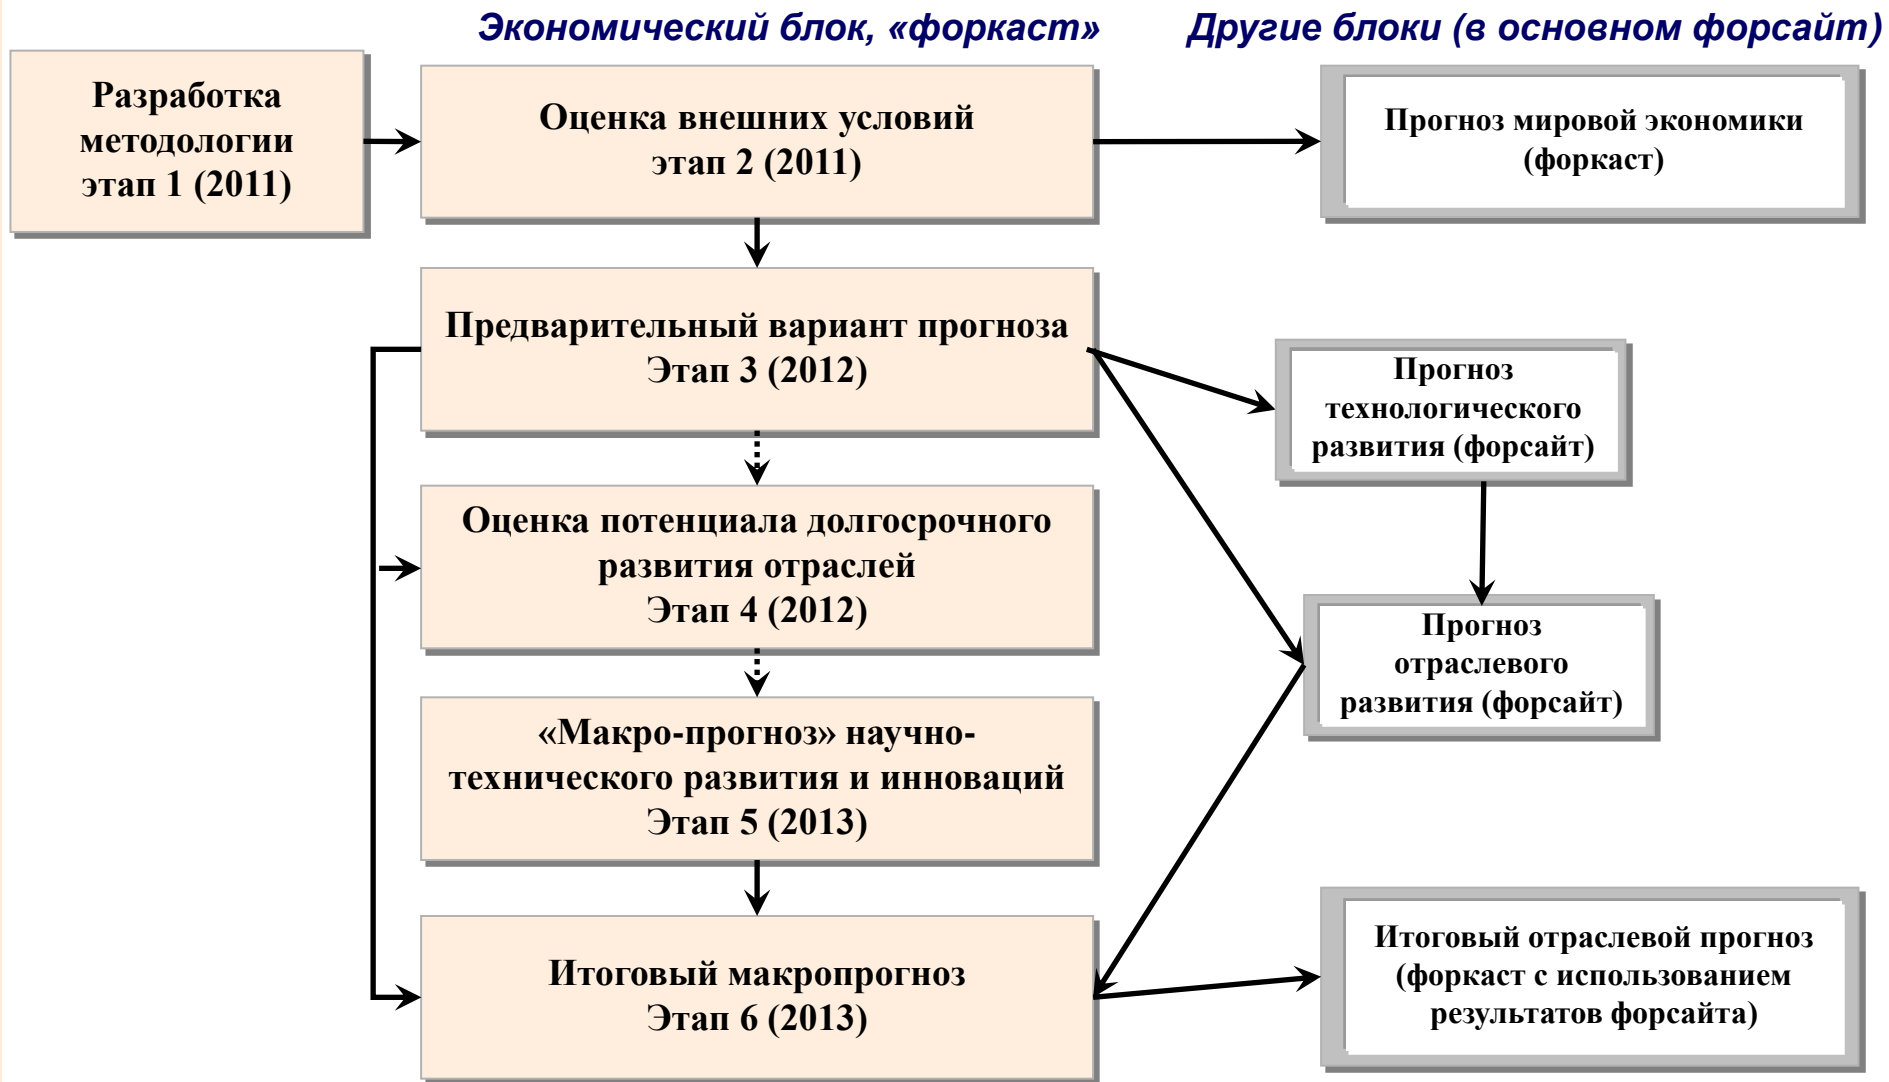 Экономический блок, «форкаст»
Другие блоки (в основном форсайт)
Разработка
методологии
этап 1 (2011)
Оценка внешних условий
этап 2 (2011)
Прогноз мировой экономики
(форкаст)
Предварительный вариант прогноза
Этап 3 (2012)
Прогноз
технологического
развития (форсайт)
Оценка потенциала долгосрочного
развития отраслей
Этап 4 (2012)
Прогноз
отраслевого
развития (форсайт)
«Макро-прогноз» научно-
технического развития и инноваций
Этап 5 (2013)
Итоговый макропрогноз
Этап 6 (2013)
Итоговый отраслевой прогноз
(форкаст с использованием
результатов форсайта)